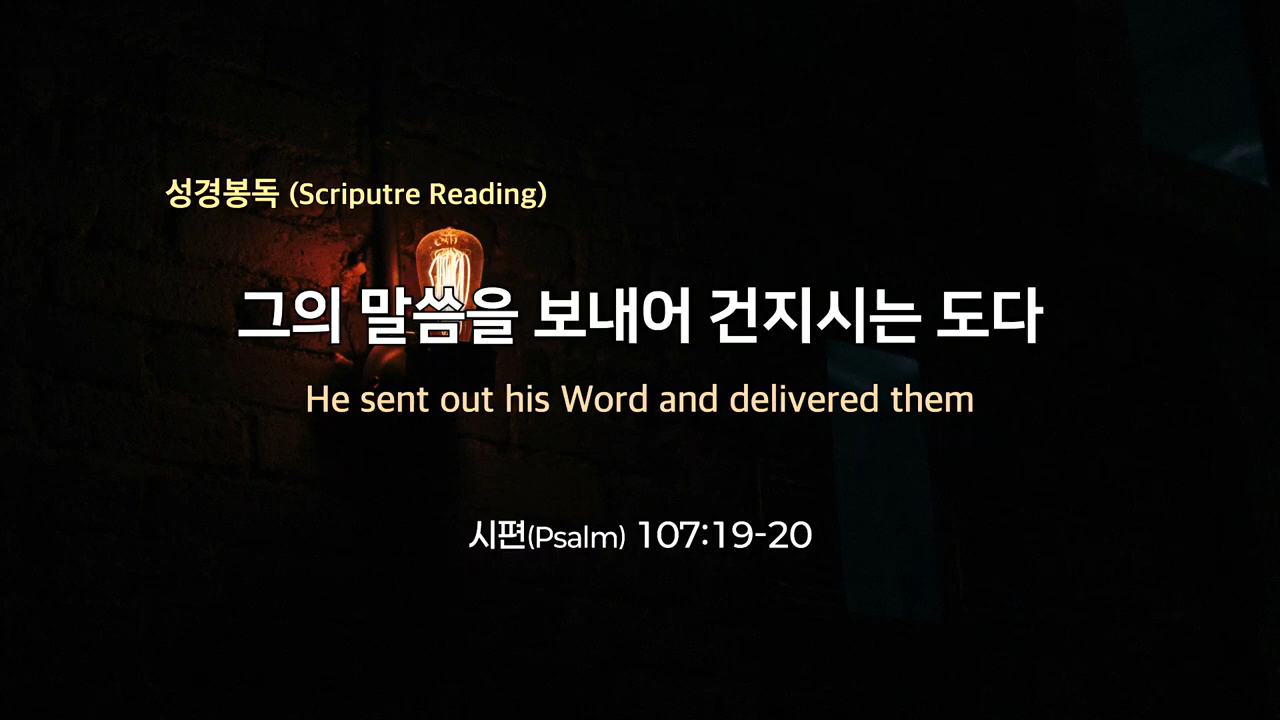 성경봉독 (Scriputre Reading)
그의 말씀을 보내어 건지시는 도다
He sent out his Word and delivered them
시편(Psalm) 107:19-20